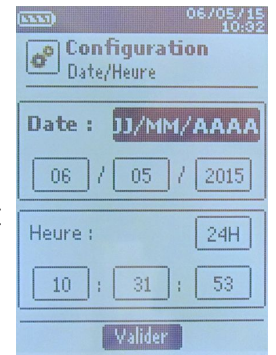 06/05/15
10:32
Configuration
Date/Heure
Date : JJ/MM/AAAA
06 / 05 / 2015
Heure : 24H
10 : 31 : 53
Valider